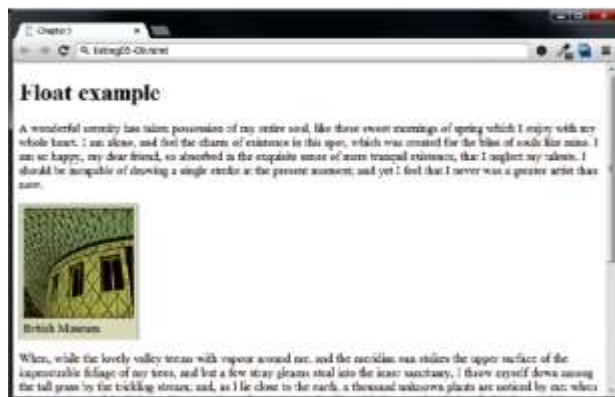 Chapter 5
listing05-09.html
Float example
A wonderful serenity has taken possession of my entire soul, like these sweet mornings of spring which I enjoy with my
whole heart. I am alone, and feel the charm of existence in this spot, which was created for the bliss of souls like mine. I
am so happy, my dear friend, so absorbed in the exquisite sense of mere tranquil existence, that I neglect my talents. I
should be incapable of drawing a single stroke at the present moment; and yet I feel that I never was a greater artist than
now.
British Museum
When, while the lovely valley teems with vapour around me, and the meridian sun strikes the upper surface of the
impenetrable foliage of my trees, and but a few stray gleams steal into the inner sanctuary, I throw myself down among
the tall grass by the trickling stream; and, as I lie close to the earth, a thousand unknown plants are noticed by me: when